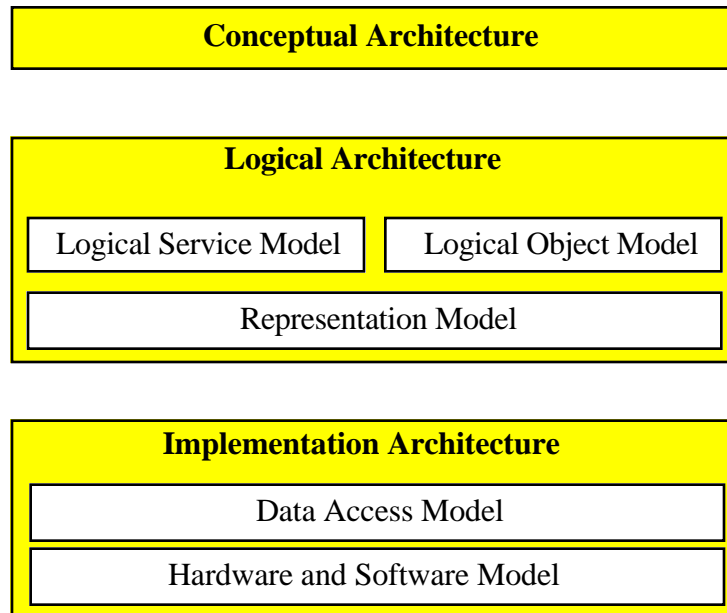 Conceptual Architecture
Logical Architecture
Logical Service Model
Logical Object Model
Representation Model
Implementation Architecture
Data Access Model
Hardware and Software Model